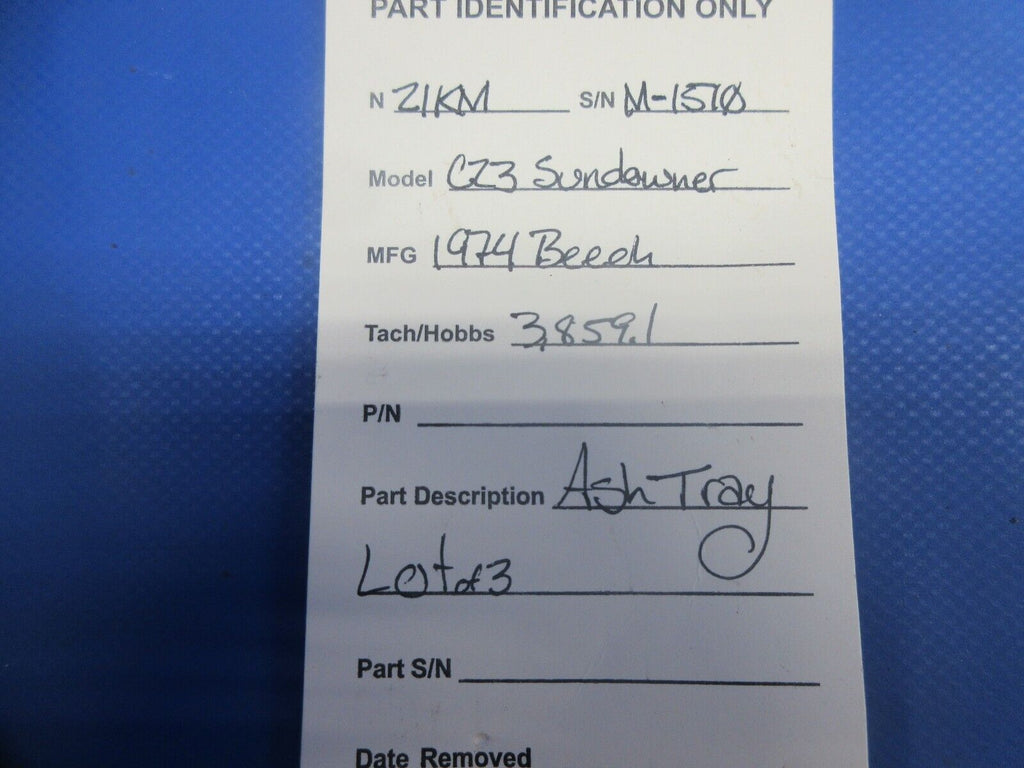 PART IDENTIFICATION ONLY
N 21KM S/N M-1570
Model C23 Sundowner
MFG 1974 Beech
Tach/Hobbs 3,859.1
P/N
Part Description Ash Tray
Lot of 3
Part S/N
Date Removed